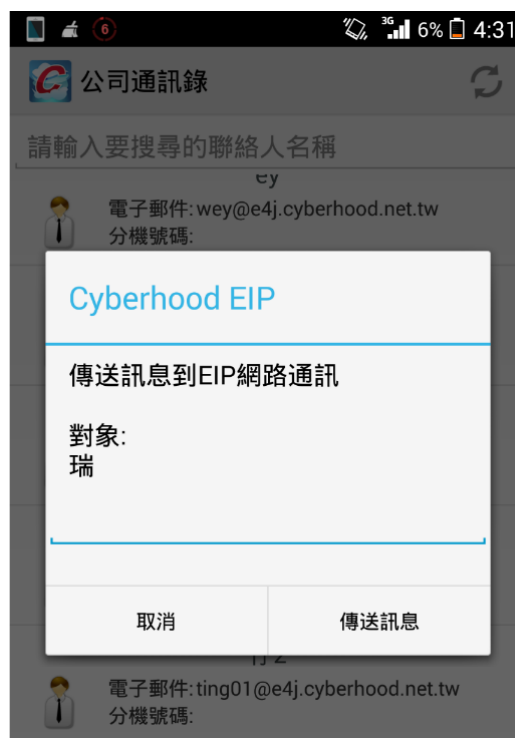 6
3G 6% 4:31
公司通訊錄
請輸入要搜尋的聯絡人名稱
ey
電子郵件: wey@e4j.cyberhood.net.tw
分機號碼:
Cyberhood EIP
傳送訊息到EIP網路通訊
對象:
瑞
取消
傳送訊息
電子郵件: ting01@e4j.cyberhood.net.tw
分機號碼: